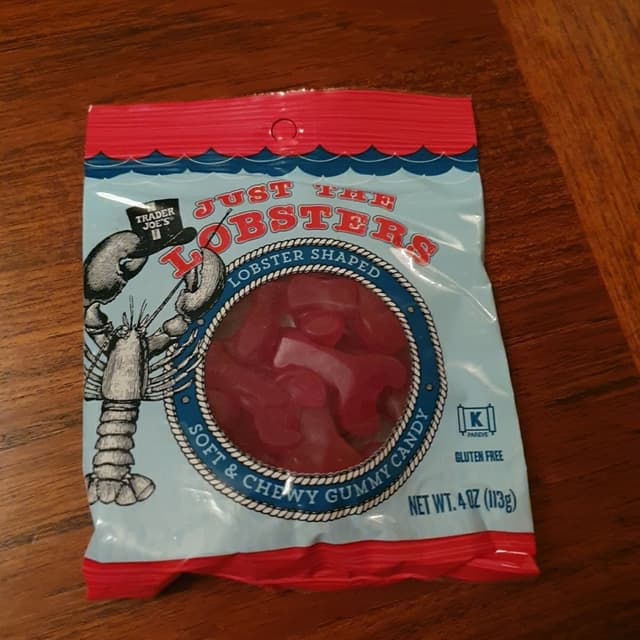 JUST THE
LOBSTERS
TRADER
JOE'S
LOBSTER SHAPED
SOFT & CHEWY GUMMY CANDY
K
PAREVE
GLUTEN FREE
NET WT. 4 OZ (113g)